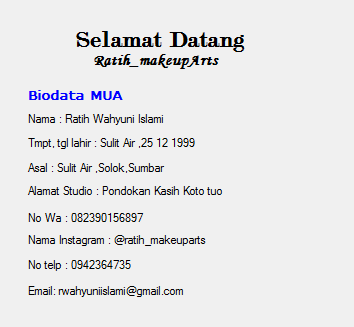 Selamat Datang
Ratih_makeupArts
Biodata MUA
Nama : Ratih Wahyuni Islami
Tmpt, tgl lahir : Sulit Air ,25 12 1999
Asal : Sulit Air ,Solok,Sumbar
Alamat Studio : Pondokan Kasih Koto tuo
No Wa : 082390156897
Nama Instagram : @ratih_makeuparts
No telp : 0942364735
Email: rwahyuniislami@gmail.com